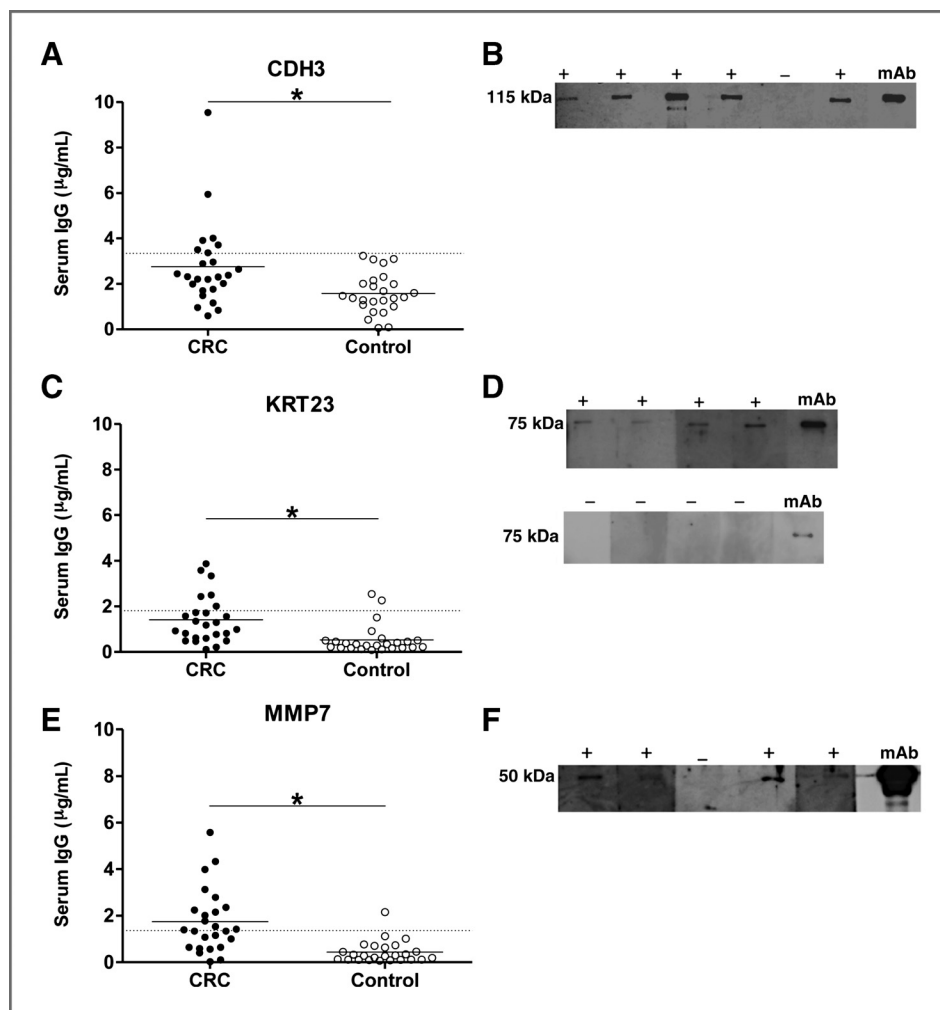 A
CDH3
Serum IgG (μg/mL)
10
8
6
4
2
0
*
CRC
Control
B
+ + + + – + mAb
115 kDa
C
KRT23
Serum IgG (μg/mL)
10
8
6
4
2
0
*
CRC
Control
D
+ + + + mAb
75 kDa
– – – – mAb
75 kDa
E
MMP7
Serum IgG (μg/mL)
10
8
6
4
2
0
*
CRC
Control
F
+ + – + + mAb
50 kDa